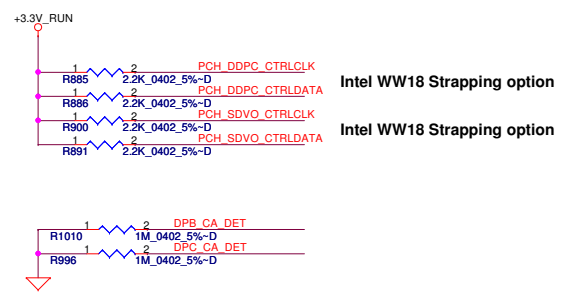 +3.3V_RUN
1 2 PCH_DDPC_CTRLCLK
R885 2.2K_0402_5%~D
Intel WW18 Strapping option
1 2 PCH_DDPC_CTRLDATA
R886 2.2K_0402_5%~D
1 2 PCH_SDVO_CTRLCLK
R900 2.2K_0402_5%~D
Intel WW18 Strapping option
1 2 PCH_SDVO_CTRLDATA
R891 2.2K_0402_5%~D
1 2 DPB_CA_DET
R1010 1M_0402_5%~D
1 2 DPC_CA_DET
R996 1M_0402_5%~D